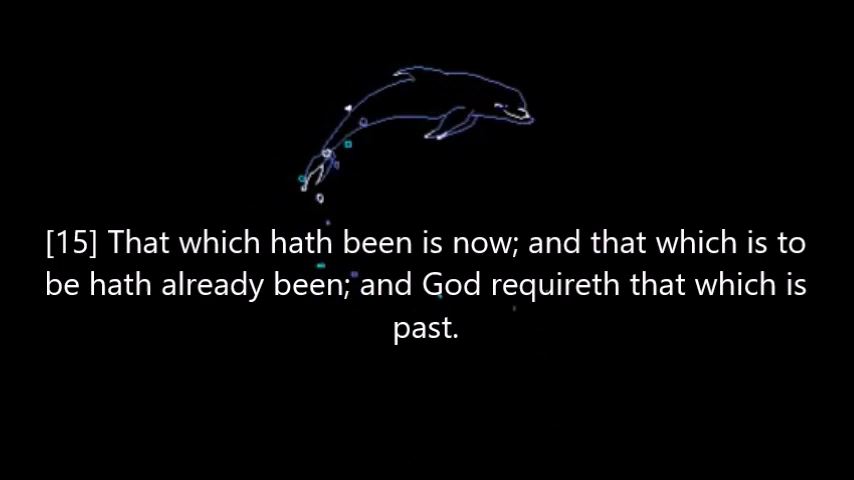 [15] That which hath been is now; and that which is to
be hath already been; and God requireth that which is
past.